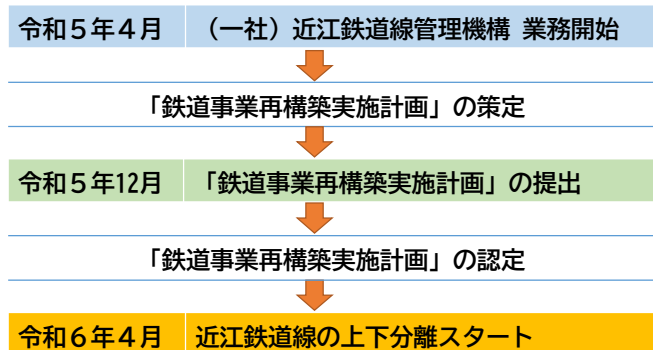 令和５年４月 （一社）近江鉄道線管理機構 業務開始
「鉄道事業再構築実施計画」の策定
令和５年12月 「鉄道事業再構築実施計画」の提出
「鉄道事業再構築実施計画」の認定
令和６年４月 近江鉄道線の上下分離スタート